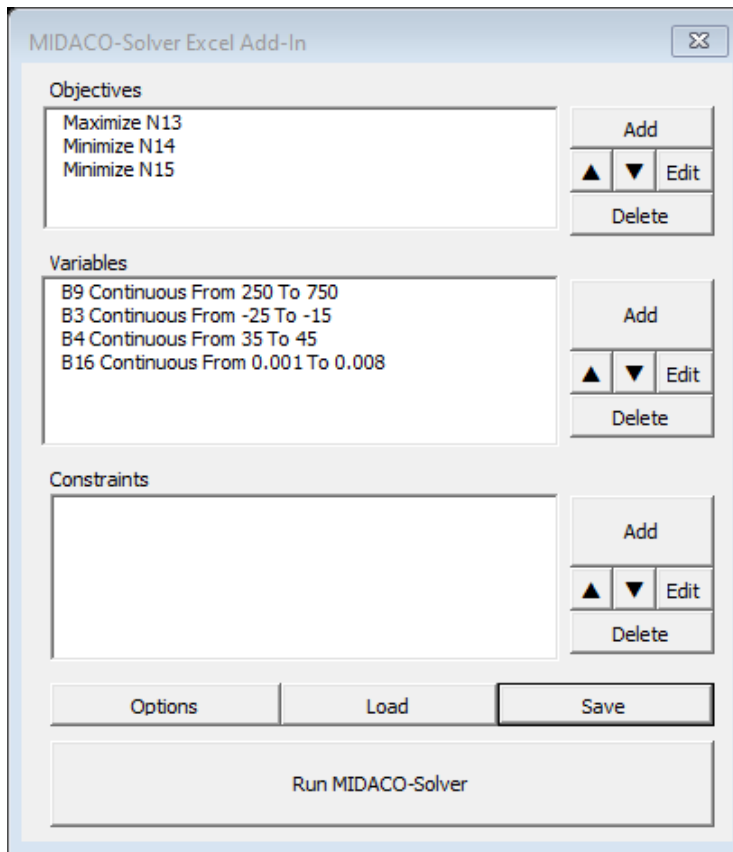 MIDACO-Solver Excel Add-In
Objectives
Maximize N13
Minimize N14
Minimize N15
Add
▲ ▼ Edit
Delete
Variables
B9 Continuous From 250 To 750
B3 Continuous From -25 To -15
B4 Continuous From 35 To 45
B16 Continuous From 0.001 To 0.008
Add
▲ ▼ Edit
Delete
Constraints
Add
▲ ▼ Edit
Delete
Options Load Save
Run MIDACO-Solver